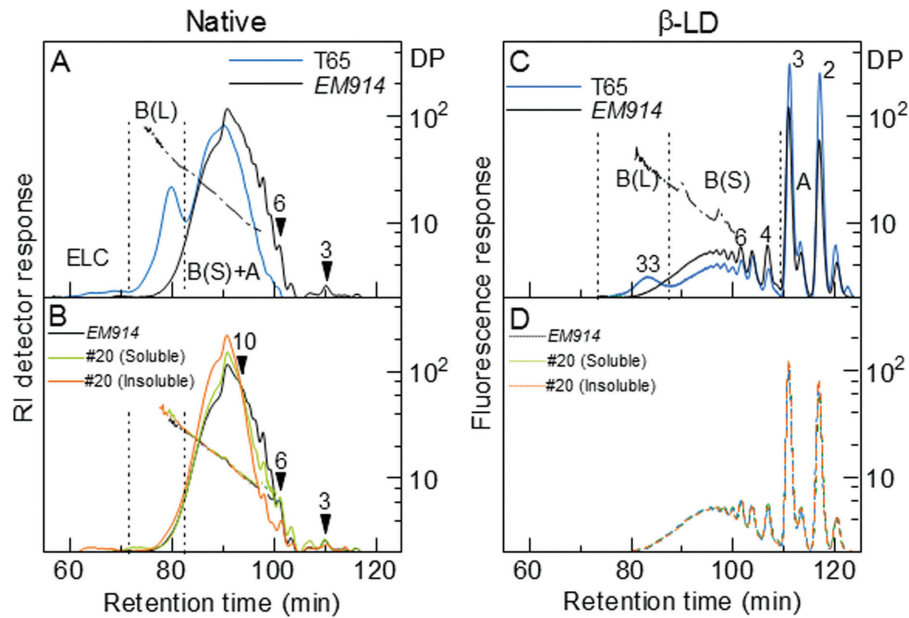 Native
β-LD
A
T65
EM914
DP
B(L)
10²
6
3
10
ELC
B(S)+A
RI detector response
B
EM914
#20 (Soluble)
#20 (Insoluble)
10
10²
6
3
10
60 80 100 120
Retention time (min)
C
T65
EM914
3
2
DP
10²
B(L)
B(S)
A
6
4
10
33
Fluorescence response
D
EM914
#20 (Soluble)
#20 (Insoluble)
10²
10
60 80 100 120
Retention time (min)